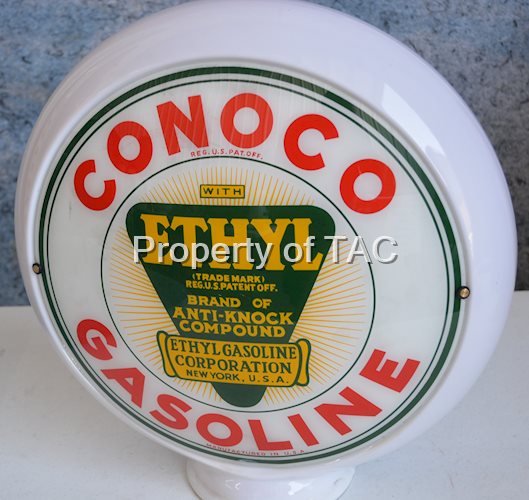 CONOCO
REG. U.S. PAT. OFF.
WITH
ETHYL
Property of TAC
(TRADE MARK)
REG. U.S. PATENT OFF.
BRAND OF
ANTI-KNOCK
COMPOUND
ETHYL GASOLINE
CORPORATION
NEW YORK, U.S.A.
GASOLINE
MANUFACTURED IN U.S.A.